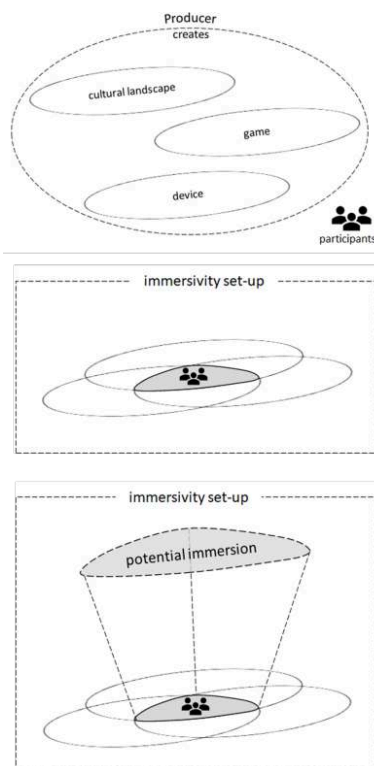 Producer
creates
cultural landscape
game
device
participants
immersivity set-up
immersivity set-up
potential immersion